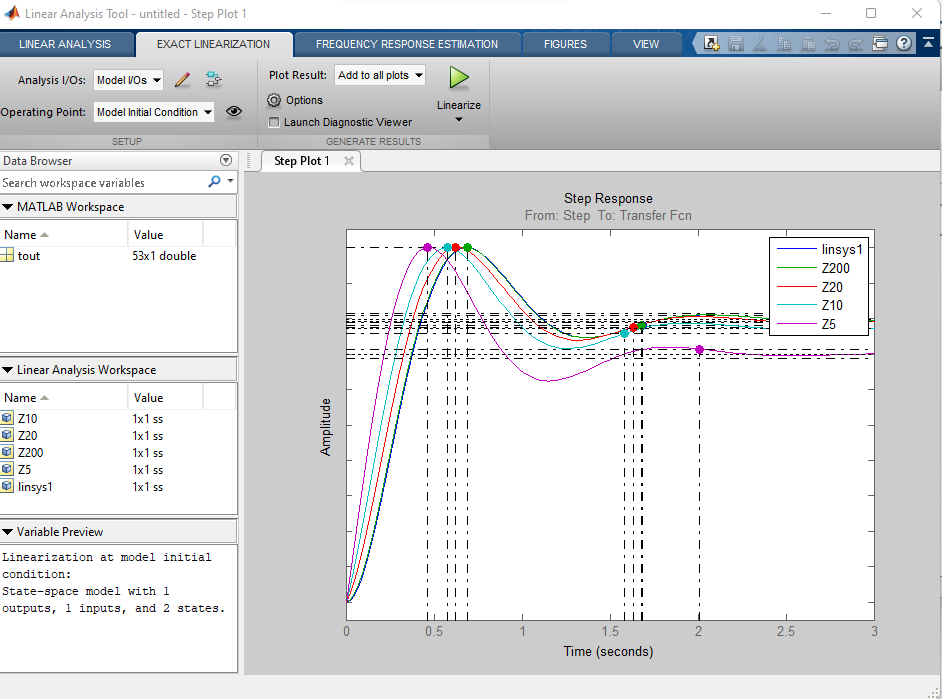 Linear Analysis Tool - untitled - Step Plot 1
LINEAR ANALYSIS
EXACT LINEARIZATION
FREQUENCY RESPONSE ESTIMATION
FIGURES
VIEW
Analysis I/Os:
Model I/Os
Operating Point:
Model Initial Condition
SETUP
Plot Result:
Add to all plots
Options
Launch Diagnostic Viewer
Linearize
GENERATE RESULTS
Data Browser
Search workspace variables
MATLAB Workspace
Name Value
tout 53x1 double
Linear Analysis Workspace
Name Value
Z10 1x1 ss
Z20 1x1 ss
Z200 1x1 ss
Z5 1x1 ss
linsys1 1x1 ss
Variable Preview
Linearization at model initial
condition:
State-space model with 1
outputs, 1 inputs, and 2 states.
Step Plot 1
Step Response
From: Step To: Transfer Fcn
linsys1
Z200
Z20
Z10
Z5
Amplitude
0 0.5 1 1.5 2 2.5 3
Time (seconds)